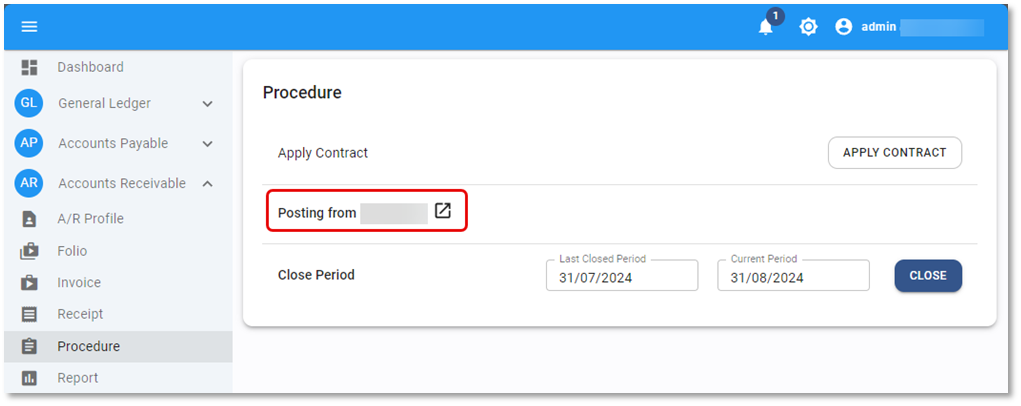 1
admin
Dashboard
GL General Ledger
AP Accounts Payable
AR Accounts Receivable
A/R Profile
Folio
Invoice
Receipt
Procedure
Report
Procedure
Apply Contract APPLY CONTRACT
Posting from
Close Period
Last Closed Period
31/07/2024
Current Period
31/08/2024
CLOSE